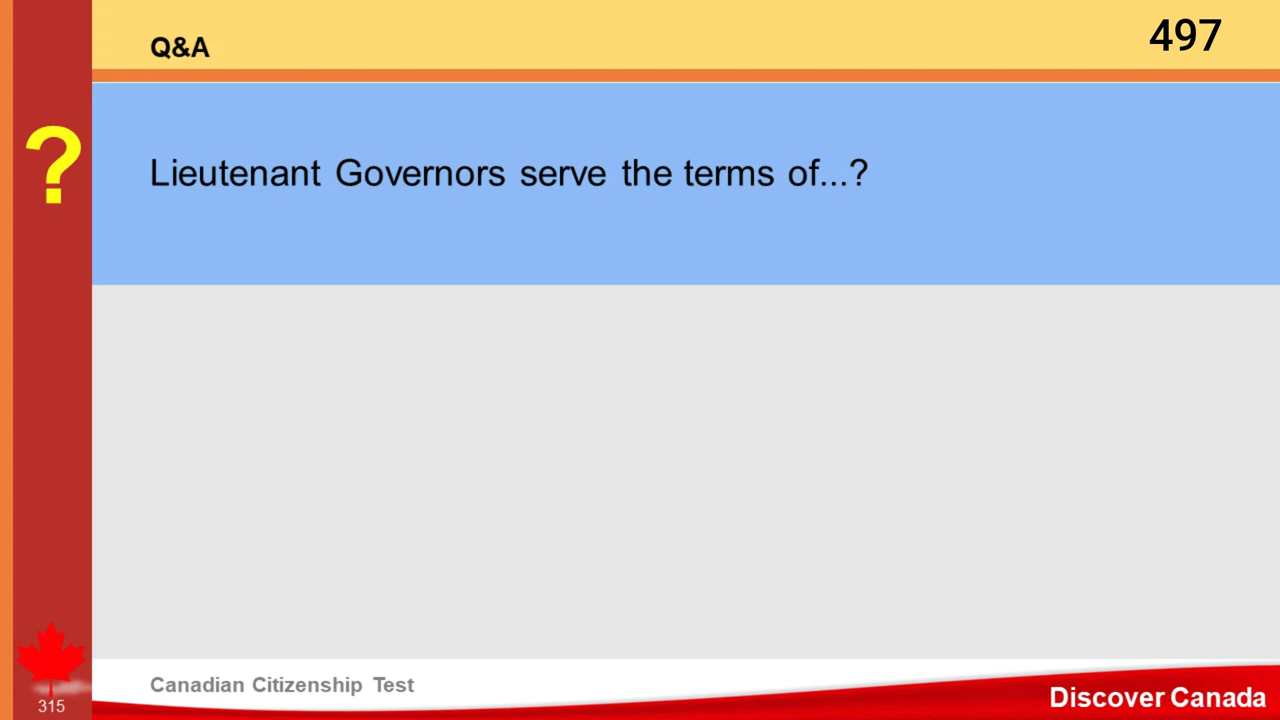 Q&A
497
?
Lieutenant Governors serve the terms of...?
Canadian Citizenship Test
315
Discover Canada